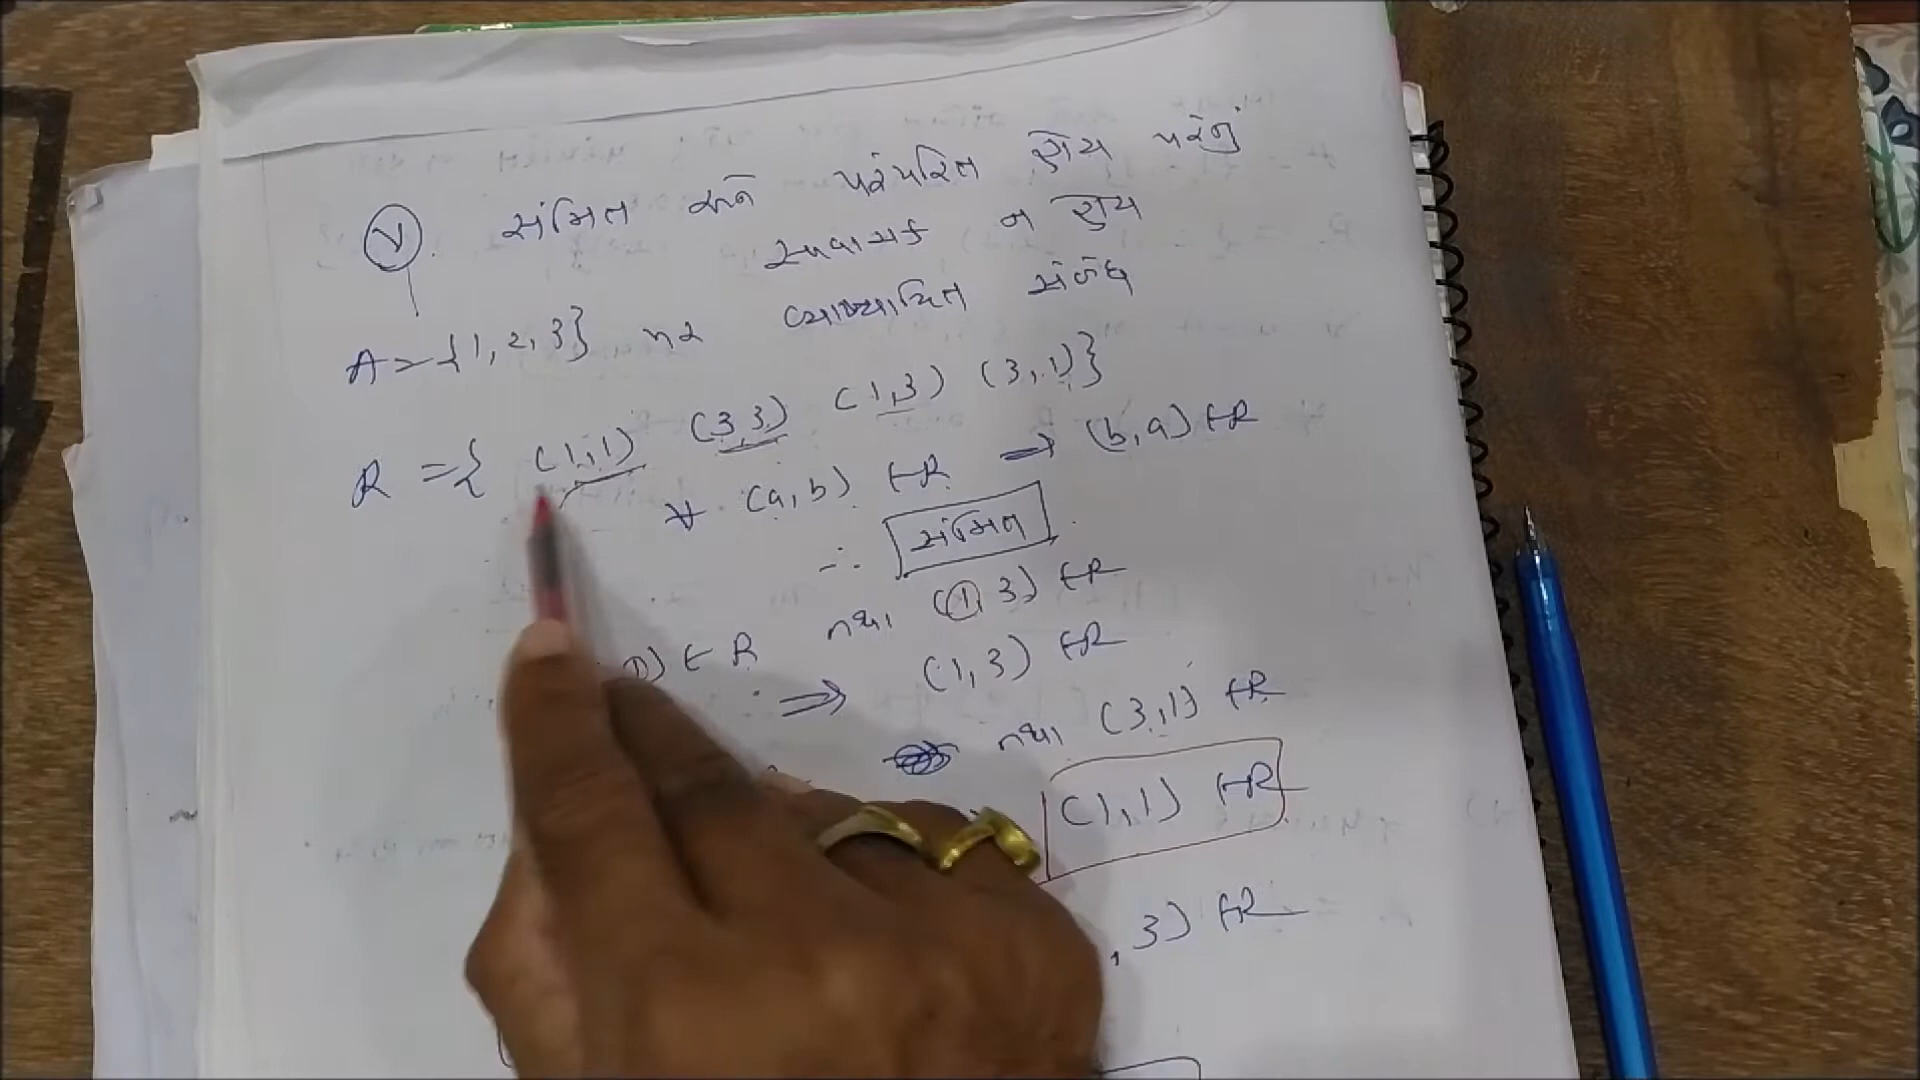 (v) સંમિત અને પરંપરિત હોય પરંતુ
સ્વવાચક ન હોય
A = {1, 2, 3} પર વ્યાખ્યાયિત સંબંધ
R = { (1,1) (3,3) (1,3) (3,1)}
∀ (a,b) ∈R → (b,a) ∈R
∴ સંમિત
1) ∈ R તથા (1,3) ∈R
⇒ (1,3) ∈R
તથા (3,1) ∈R
(1,1) ∈R
,3) ∈R